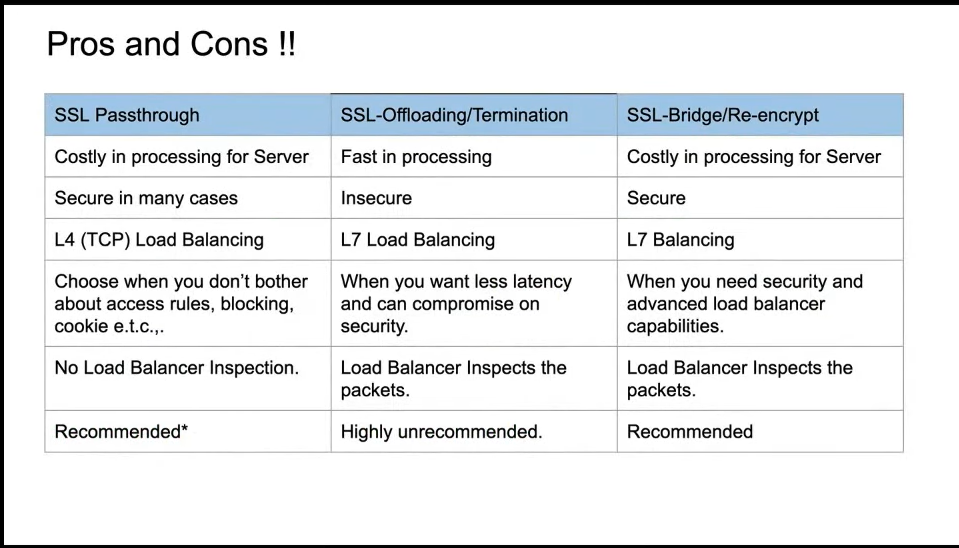 Pros and Cons !!
SSL Passthrough
SSL-Offloading/Termination
SSL-Bridge/Re-encrypt
Costly in processing for Server
Fast in processing
Costly in processing for Server
Secure in many cases
Insecure
Secure
L4 (TCP) Load Balancing
L7 Load Balancing
L7 Balancing
Choose when you don’t bother
about access rules, blocking,
cookie e.t.c.,.
When you want less latency
and can compromise on
security.
When you need security and
advanced load balancer
capabilities.
No Load Balancer Inspection.
Load Balancer Inspects the
packets.
Load Balancer Inspects the
packets.
Recommended*
Highly unrecommended.
Recommended